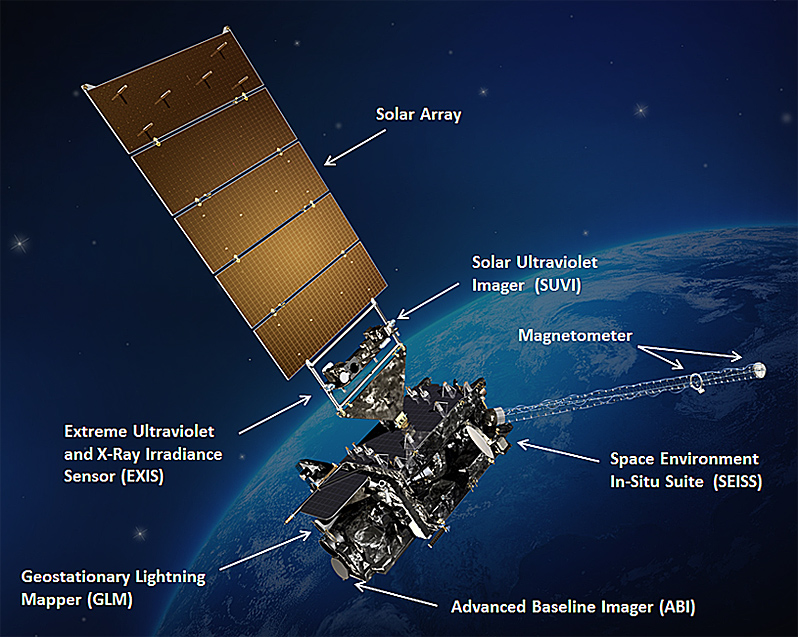 Solar Array
Solar Ultraviolet
Imager (SUVI)
Magnetometer
Extreme Ultraviolet
and X-Ray Irradiance
Sensor (EXIS)
Space Environment
In-Situ Suite (SEISS)
Geostationary Lightning
Mapper (GLM)
Advanced Baseline Imager (ABI)